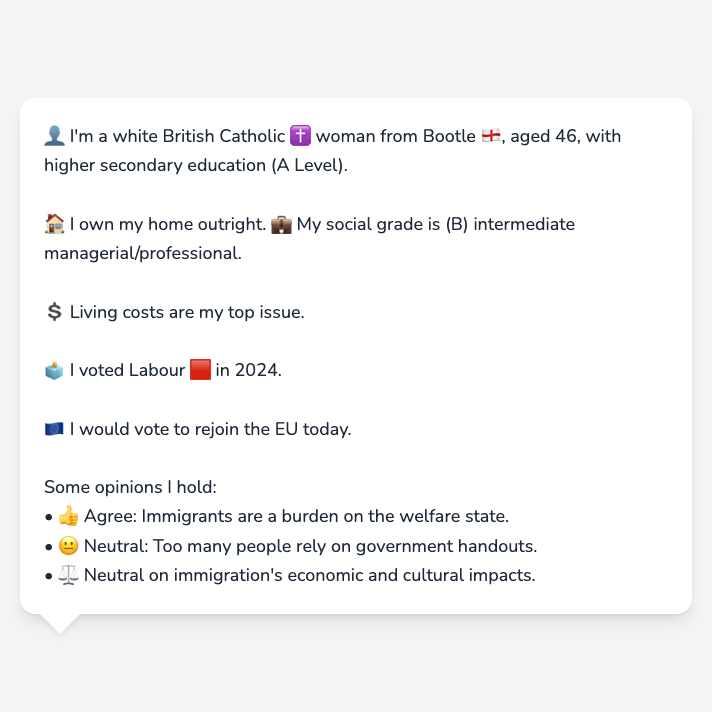 👤 I'm a white British Catholic ✝️ woman from Bootle 🏴󠁧󠁢󠁥󠁮󠁧󠁿, aged 46, with
higher secondary education (A Level).
🏠 I own my home outright. 💼 My social grade is (B) intermediate
managerial/professional.
💲 Living costs are my top issue.
🗳️ I voted Labour 🟥 in 2024.
🇪🇺 I would vote to rejoin the EU today.
Some opinions I hold:
• 👍 Agree: Immigrants are a burden on the welfare state.
• 😐 Neutral: Too many people rely on government handouts.
• ⚖️ Neutral on immigration's economic and cultural impacts.